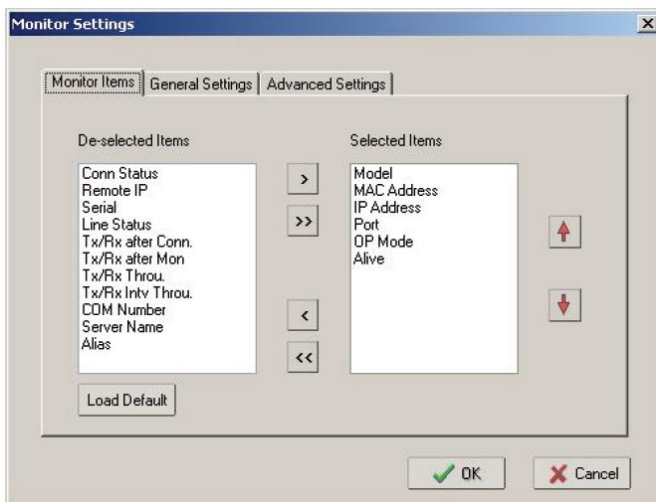 Monitor Settings
Monitor Items
General Settings
Advanced Settings
De-selected Items
Conn Status
Remote IP
Serial
Line Status
Tx/Rx after Conn.
Tx/Rx after Mon
Tx/Rx Throu.
Tx/Rx Intv Throu.
COM Number
Server Name
Alias
>
>>
<
<<
Selected Items
Model
MAC Address
IP Address
Port
OP Mode
Alive
Load Default
OK
Cancel